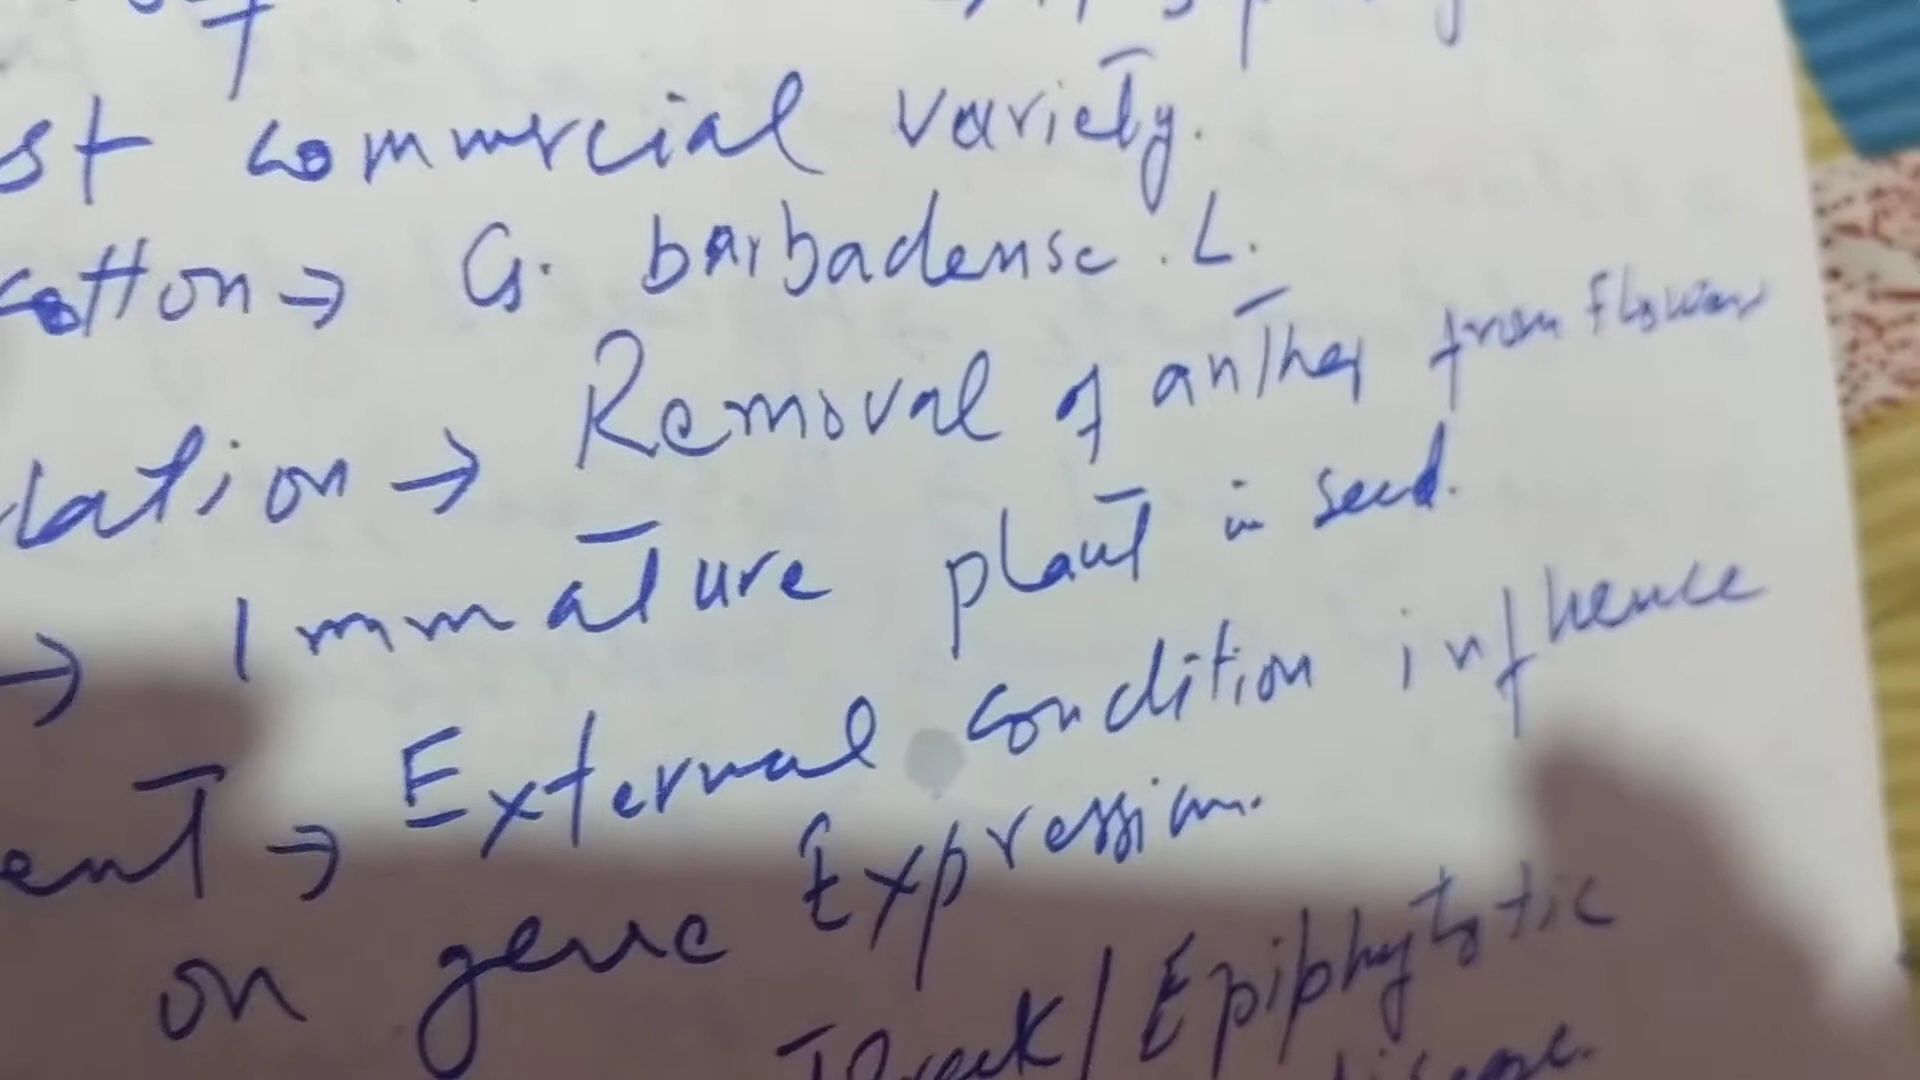 st commercial variety.
cotton → G. barbadense. L.
lation → Removal of anther from flower
→ Immature plant in seed.
ent → External condition influence
on gene Expression.
/ Epiphytotic
disease.